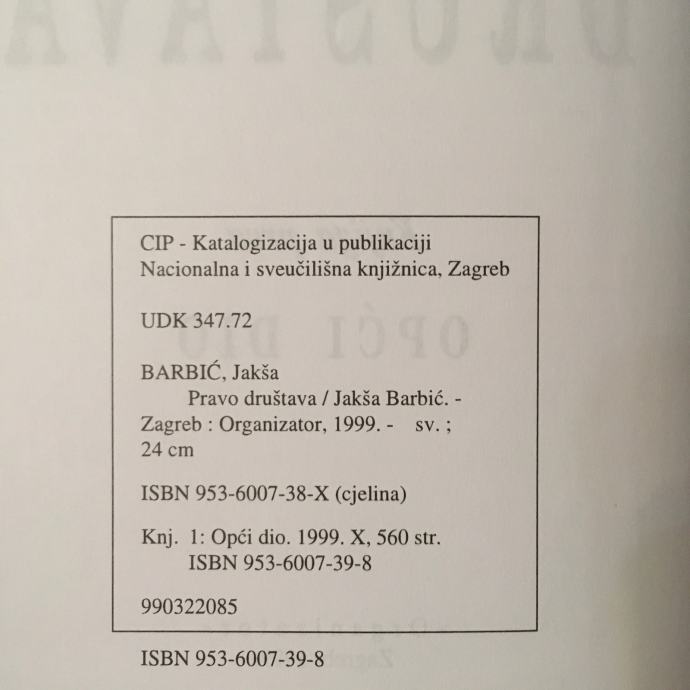 CIP - Katalogizacija u publikaciji
Nacionalna i sveučilišna knjižnica, Zagreb
UDK 347.72
BARBIĆ, Jakša
Pravo društava / Jakša Barbić. -
Zagreb : Organizator, 1999. - sv. ;
24 cm
ISBN 953-6007-38-X (cjelina)
Knj. 1: Opći dio. 1999. X, 560 str.
ISBN 953-6007-39-8
990322085
ISBN 953-6007-39-8